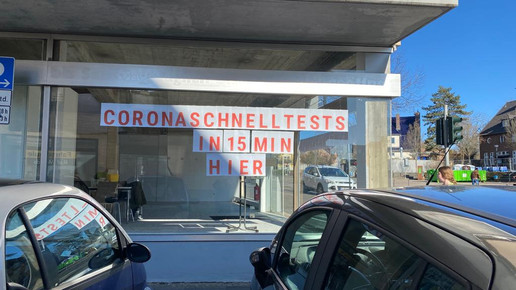 CORONASCHNELLTESTS
IN 15 MIN
HIER